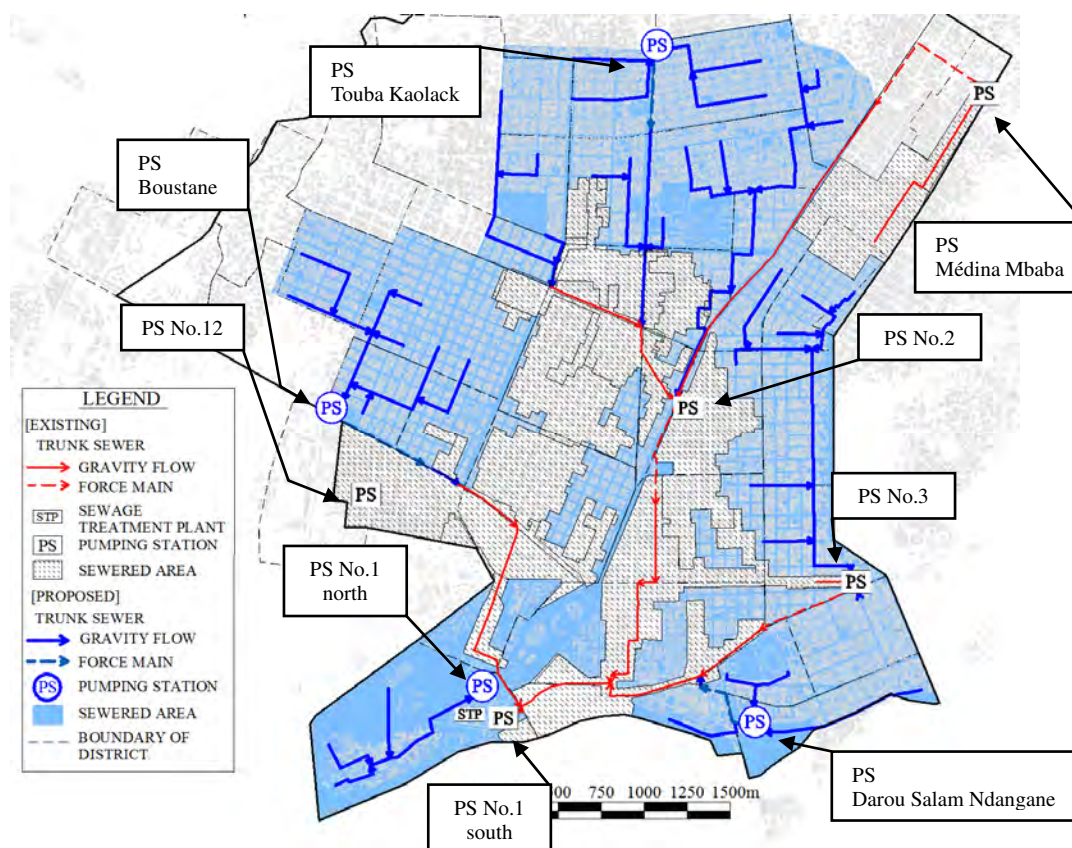 PS
PS
Touba Kaolack
PS
PS
Boustane
PS
Médina Mbaba
PS No.12
PS No.2
PS
PS
LEGEND
[EXISTING]
TRUNK SEWER
GRAVITY FLOW
FORCE MAIN
STP
SEWAGE
TREATMENT PLANT
PS
PUMPING STATION
SEWERED AREA
[PROPOSED]
TRUNK SEWER
GRAVITY FLOW
FORCE MAIN
PS
PUMPING STATION
SEWERED AREA
BOUNDARY OF
DISTRICT
PS
PS No.3
PS
PS No.1
north
PS
STP
PS
PS
PS
Darou Salam Ndangane
PS No.1
south
750 1000 1250 1500m